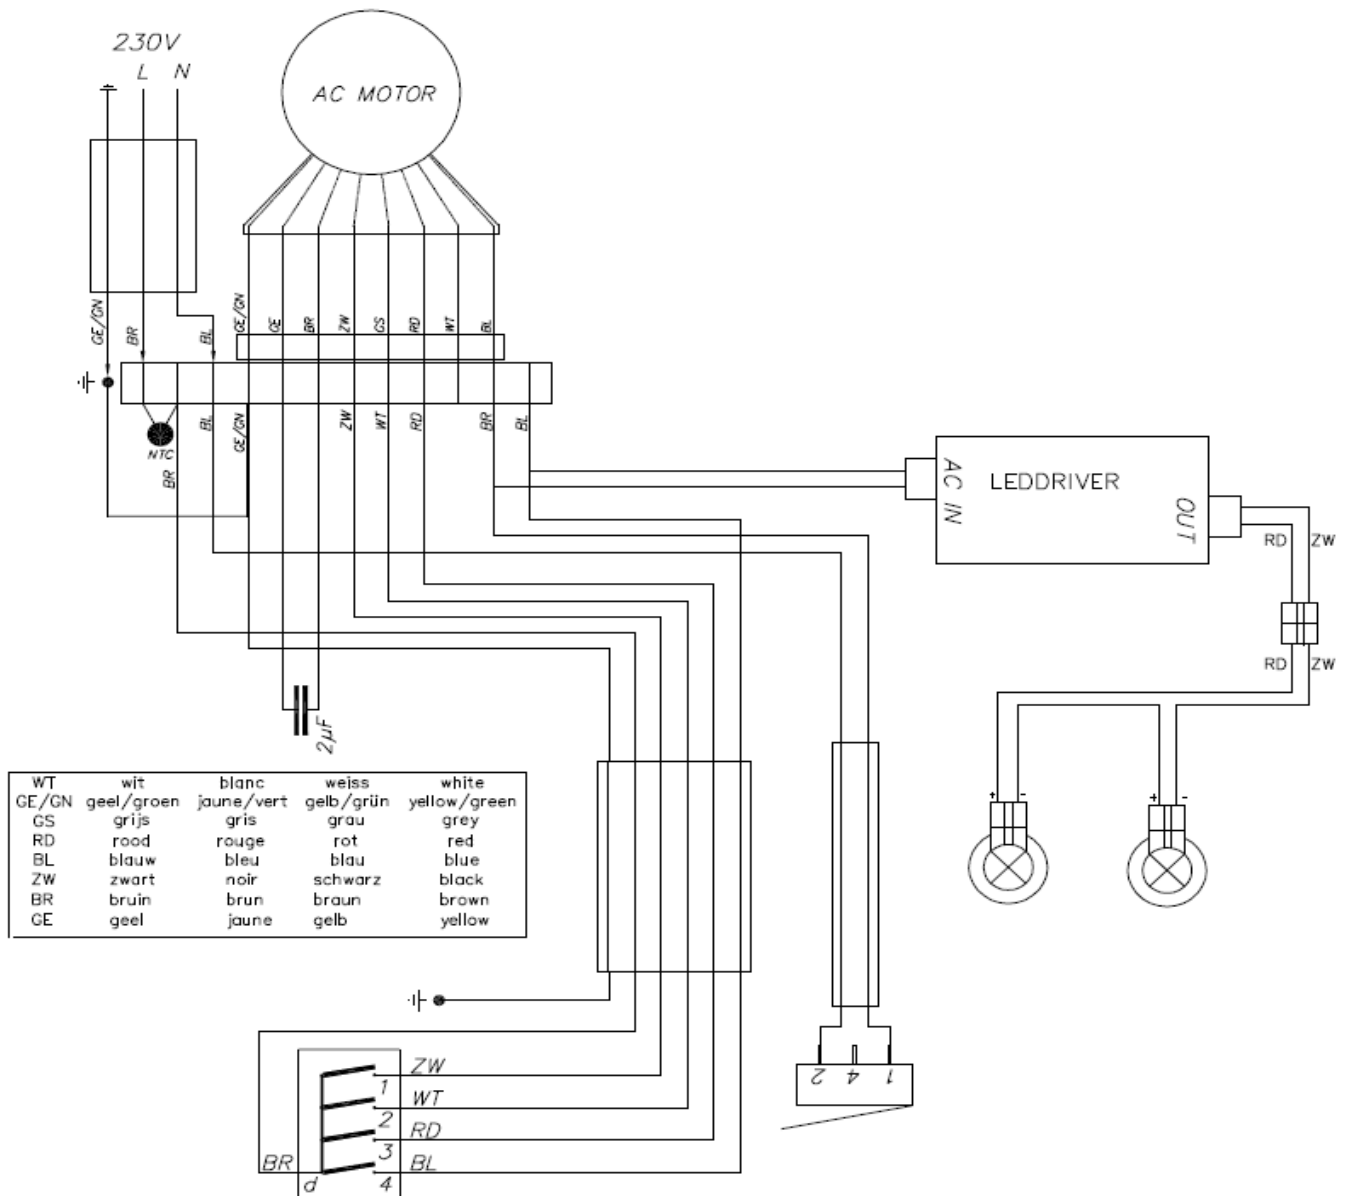 230V
L N
AC MOTOR
GE/GN BR BL GE/GN GE BR ZW GS RD WT BL
NTC
BR BL GE/GN ZW WT RD BR BL
AC IN LEDDRIVER OUT
RD ZW
RD ZW
2µF
+ - + -
WT wit blanc weiss white
GE/GN geel/groen jaune/vert gelb/grün yellow/green
GS grijs gris grau grey
RD rood rouge rot red
BL blauw bleu blau blue
ZW zwart noir schwarz black
BR bruin brun braun brown
GE geel jaune gelb yellow
ZW
1
WT
2
RD
3
BR BL
d 4
2 4 1